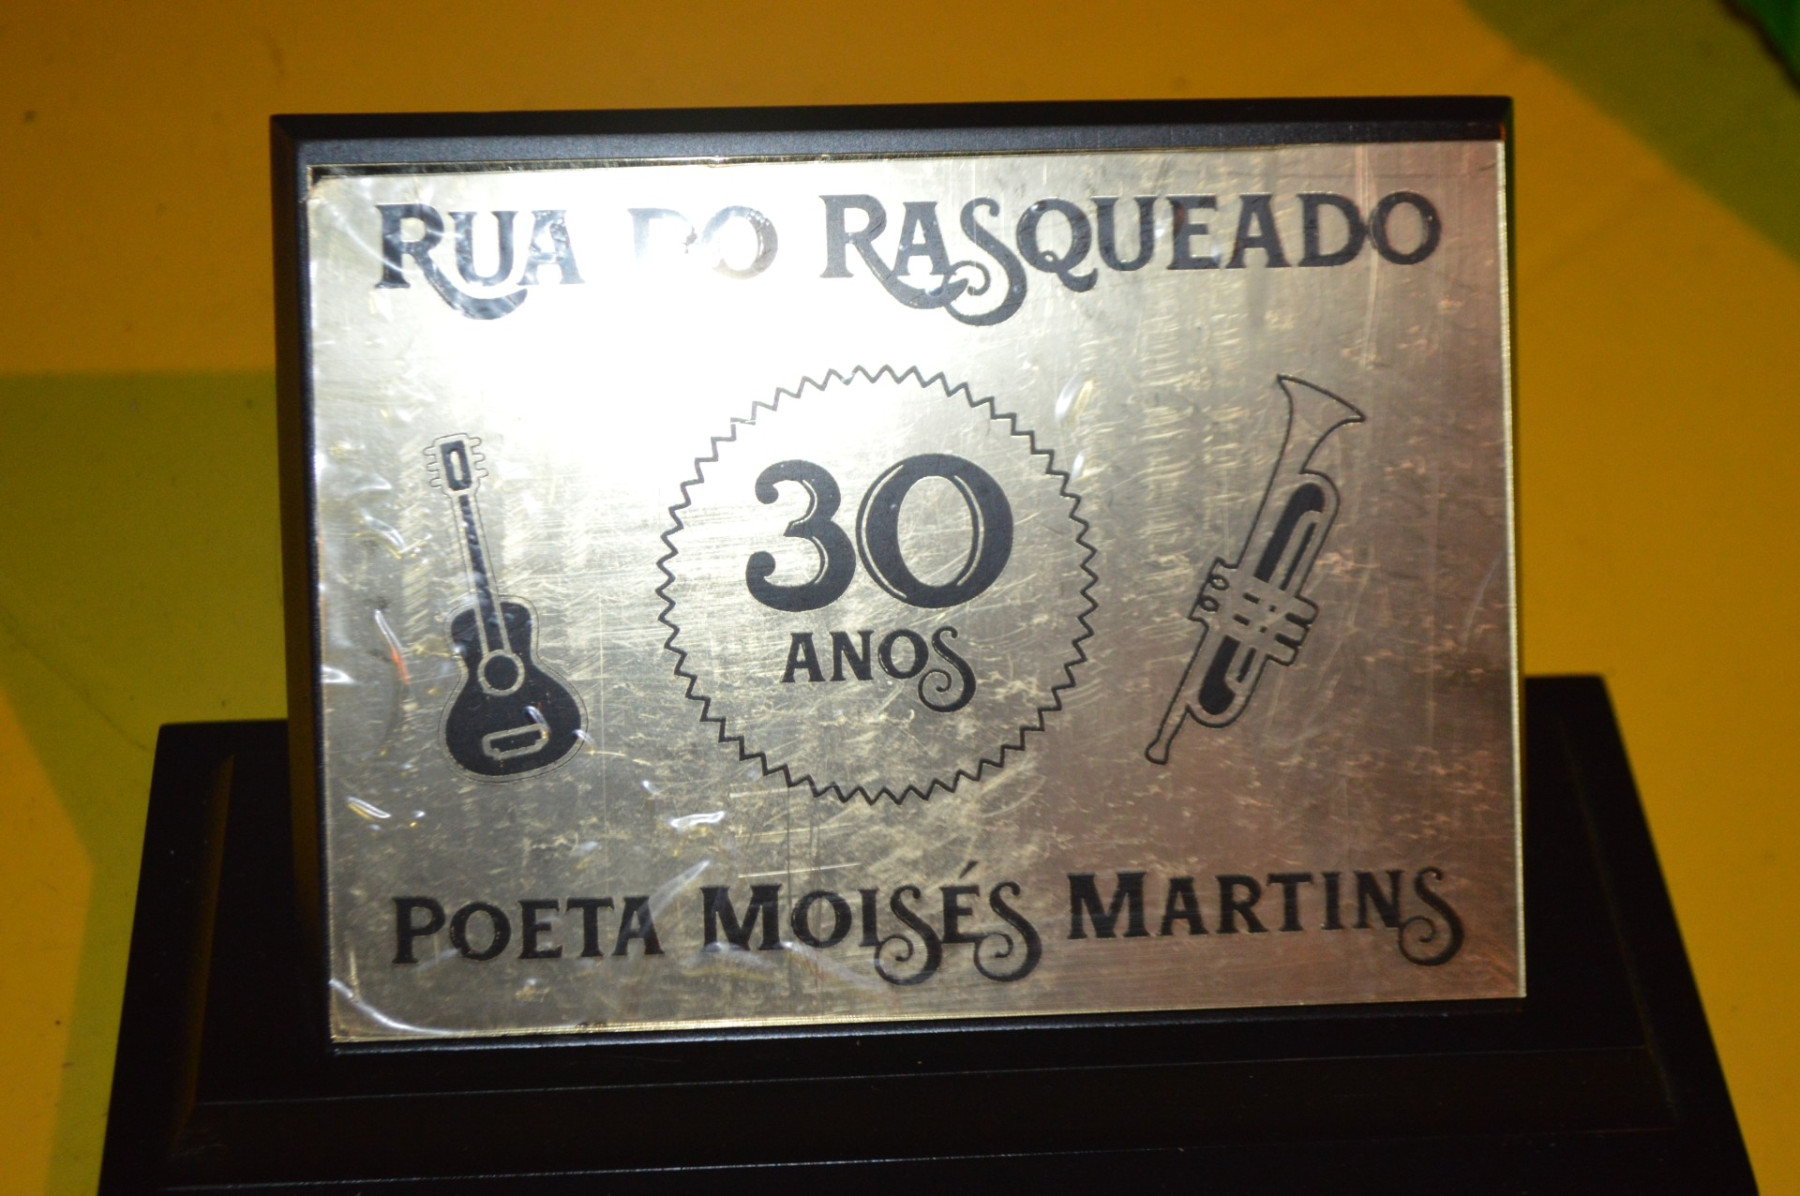 RUA DO RASQUEADO
30
ANOS
POETA MOISÉS MARTINS